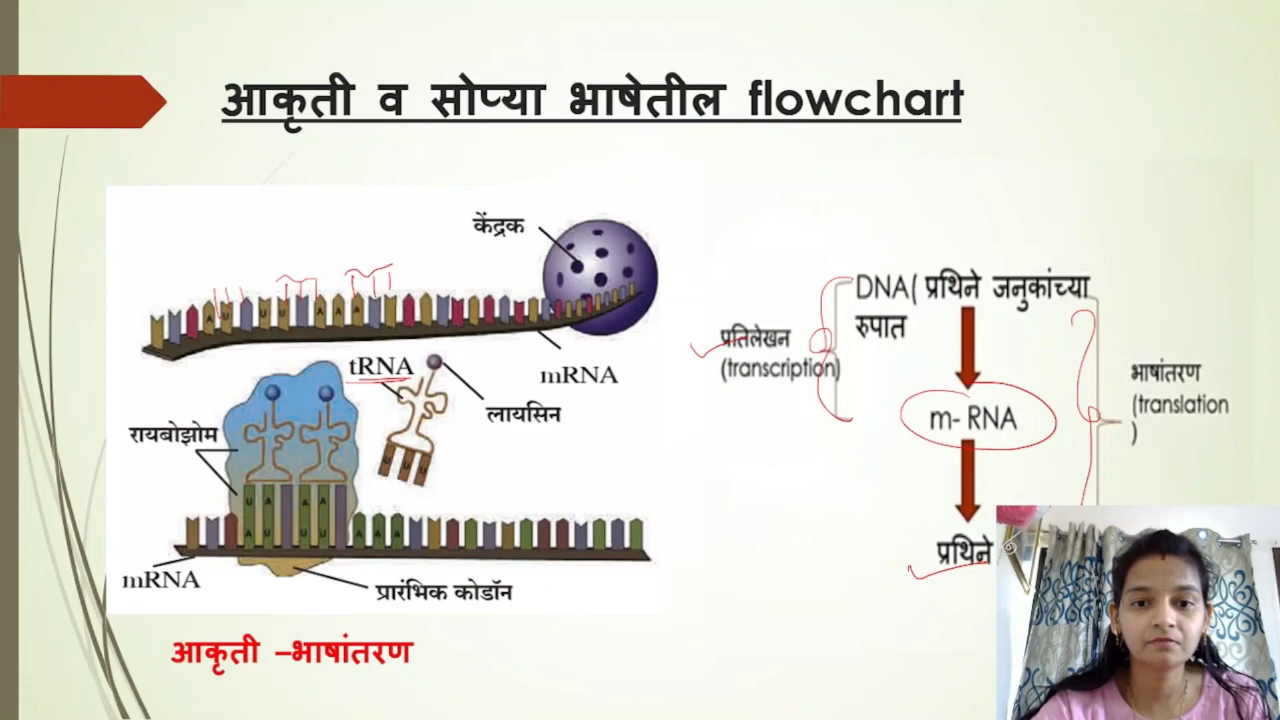 आकृती व सोप्या भाषेतील flowchart
केंद्रक
mRNA
tRNA
लायसिन
रायबोझोम
mRNA
प्रारंभिक कोडॉन
A U U U A A A
U U U
U A A A
A U U U A A A
आकृती –भाषांतरण
DNA( प्रथिने जनुकांच्या
रुपात
प्रतिलेखन
(transcription)
m- RNA
भाषांतरण
(translation
)
प्रथिने